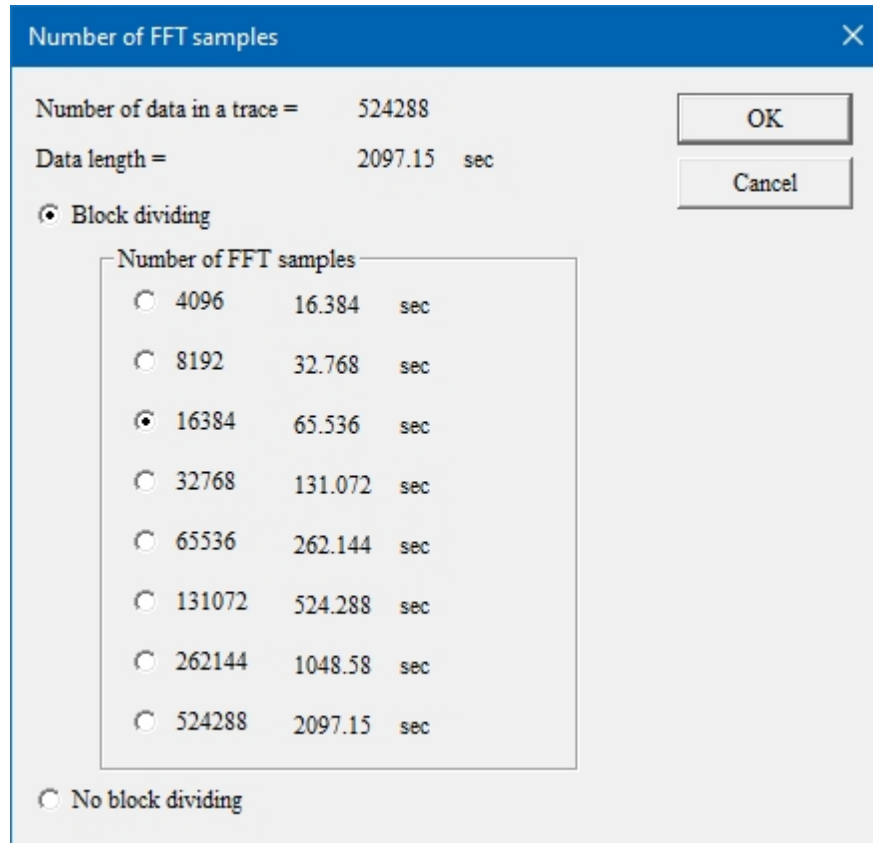 Number of FFT samples
Number of data in a trace = 524288
OK
Data length = 2097.15 sec
Cancel
Block dividing
Number of FFT samples
4096 16.384 sec
8192 32.768 sec
16384 65.536 sec
32768 131.072 sec
65536 262.144 sec
131072 524.288 sec
262144 1048.58 sec
524288 2097.15 sec
No block dividing